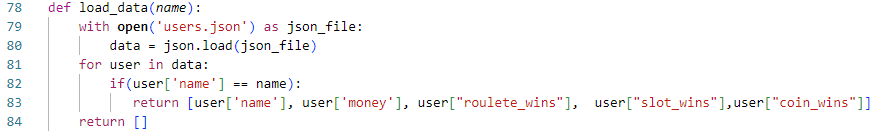 78 def load_data(name):
79     with open('users.json') as json_file:
80         data = json.load(json_file)
81     for user in data:
82         if(user['name'] == name):
83             return [user['name'], user['money'], user["roulete_wins"],  user["slot_wins"],user["coin_wins"]]
84     return []